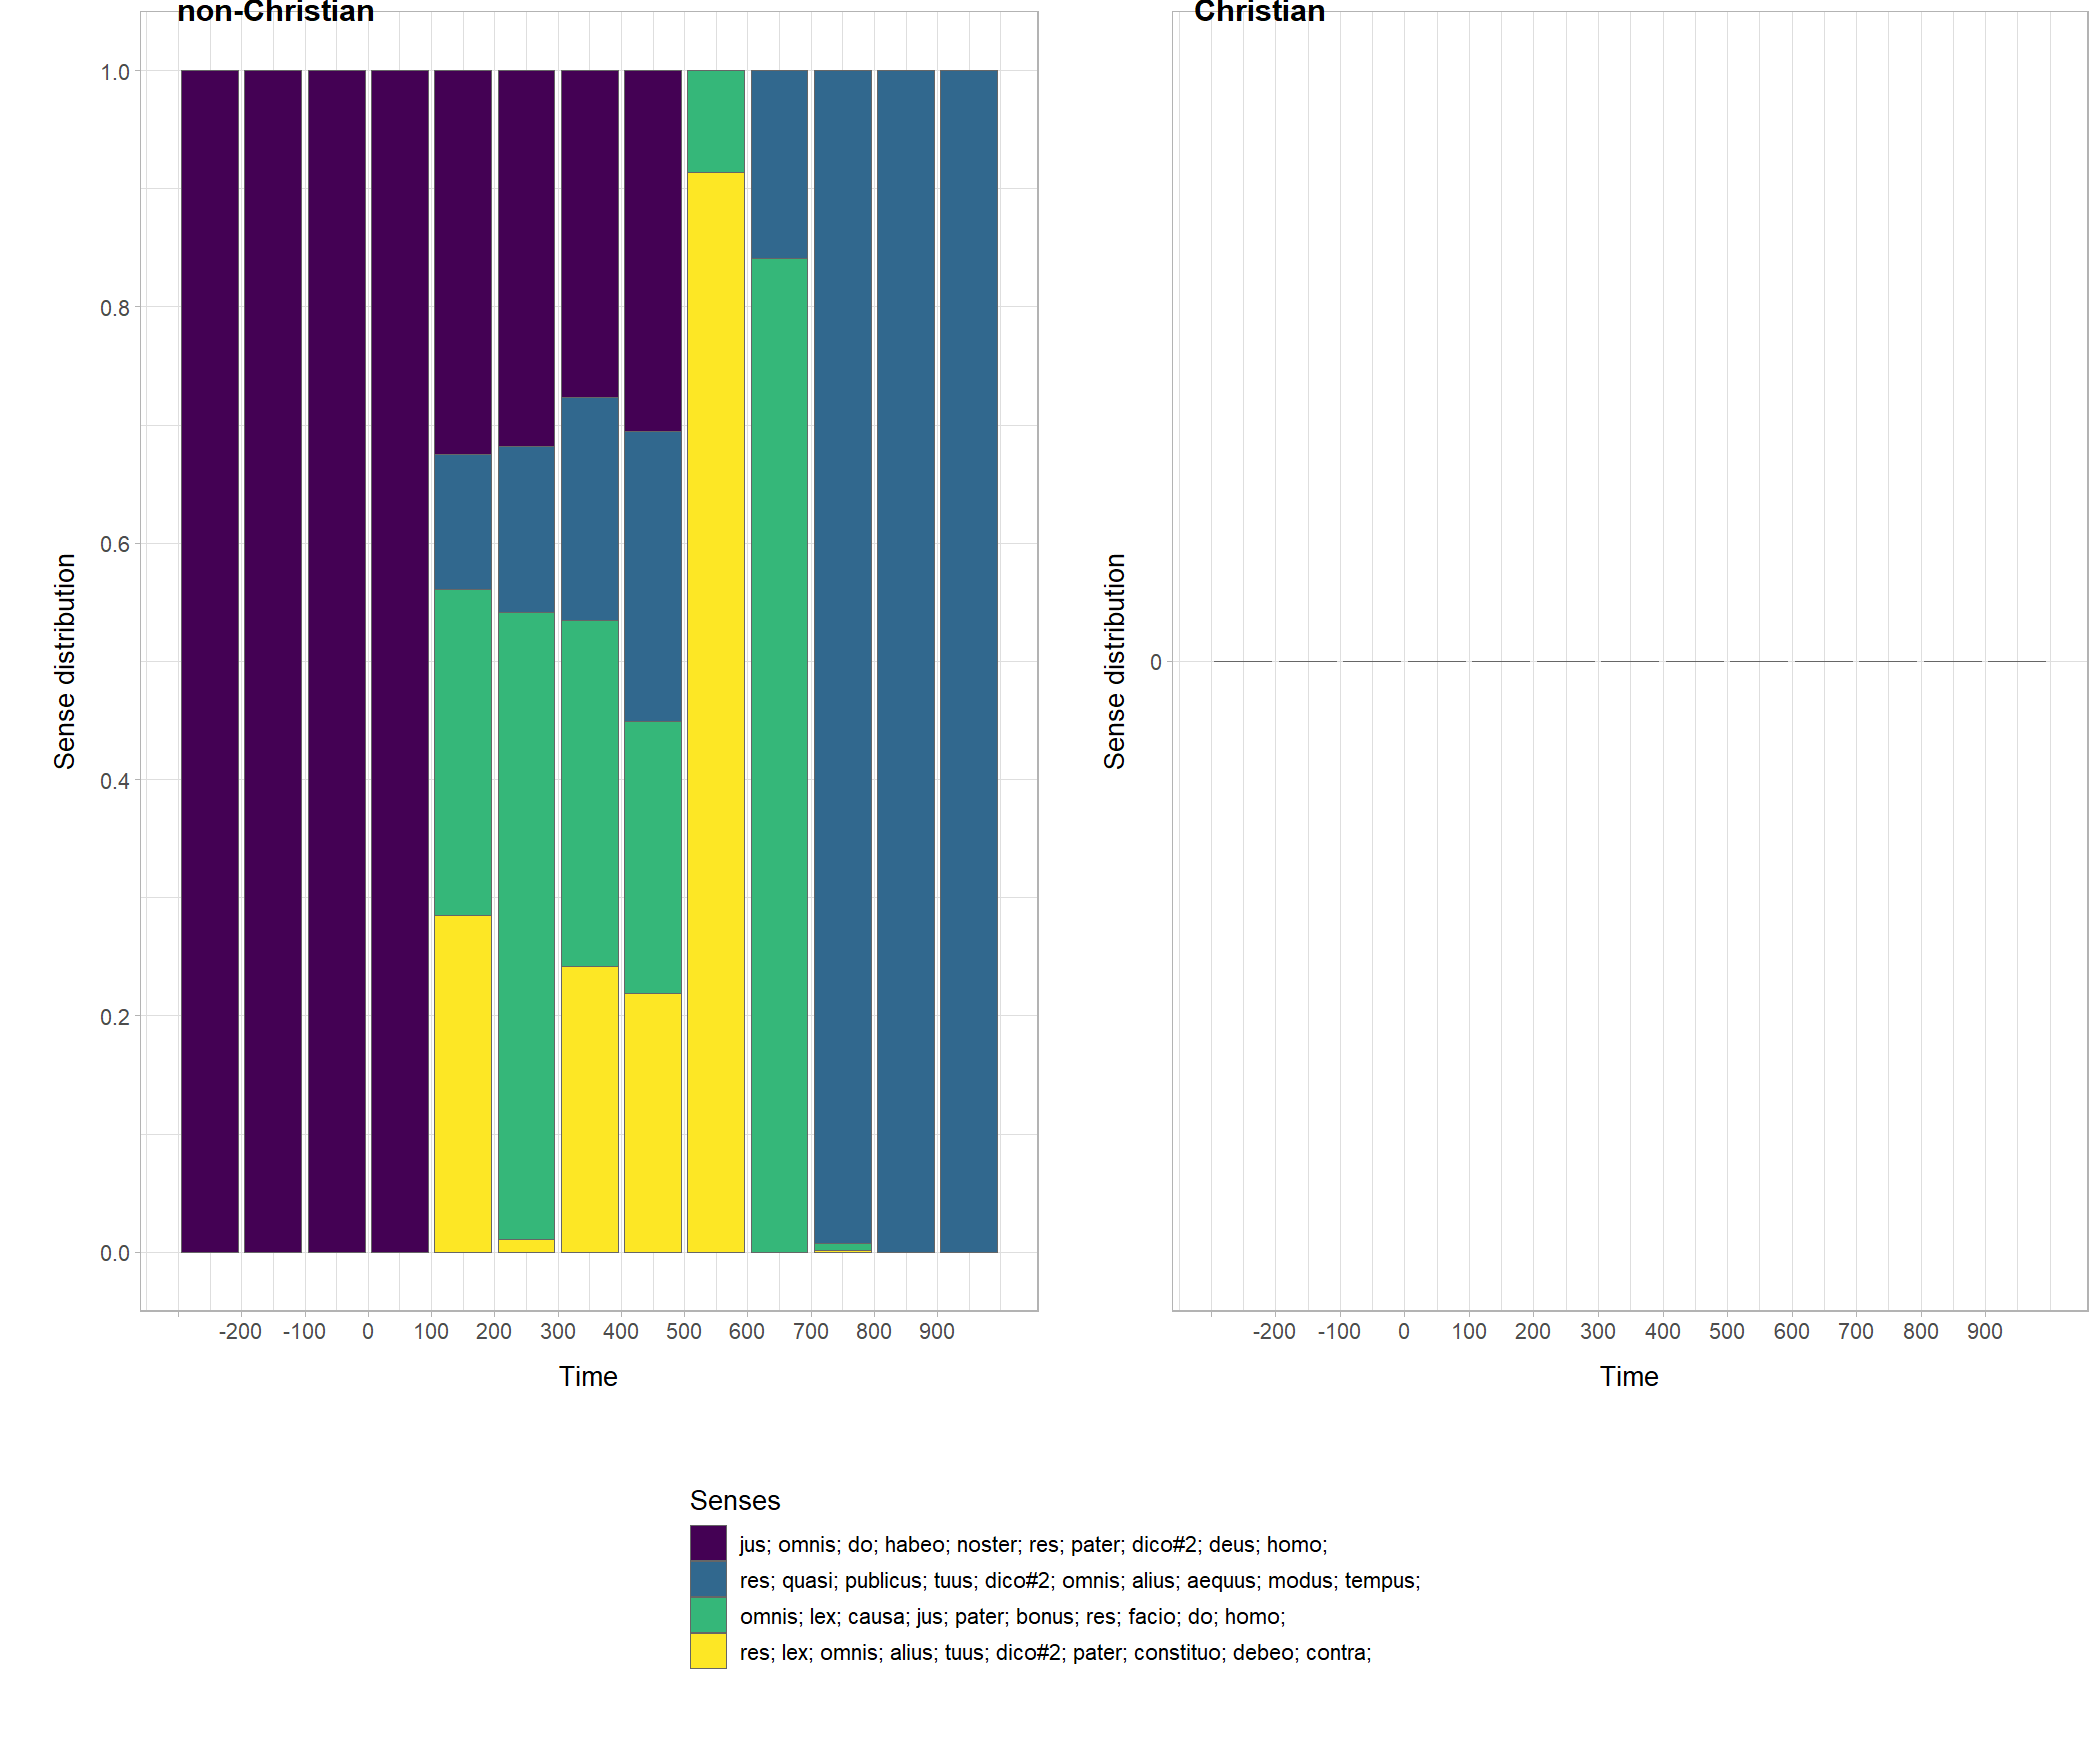 non-Christian
Christian
Sense distribution
1.0
0.8
0.6
0.4
0.2
0.0
-200 -100 0 100 200 300 400 500 600 700 800 900
Time
Sense distribution
0
-200 -100 0 100 200 300 400 500 600 700 800 900
Time
Senses
jus; omnis; do; habeo; noster; res; pater; dico#2; deus; homo;
res; quasi; publicus; tuus; dico#2; omnis; alius; aequus; modus; tempus;
omnis; lex; causa; jus; pater; bonus; res; facio; do; homo;
res; lex; omnis; alius; tuus; dico#2; pater; constituo; debeo; contra;